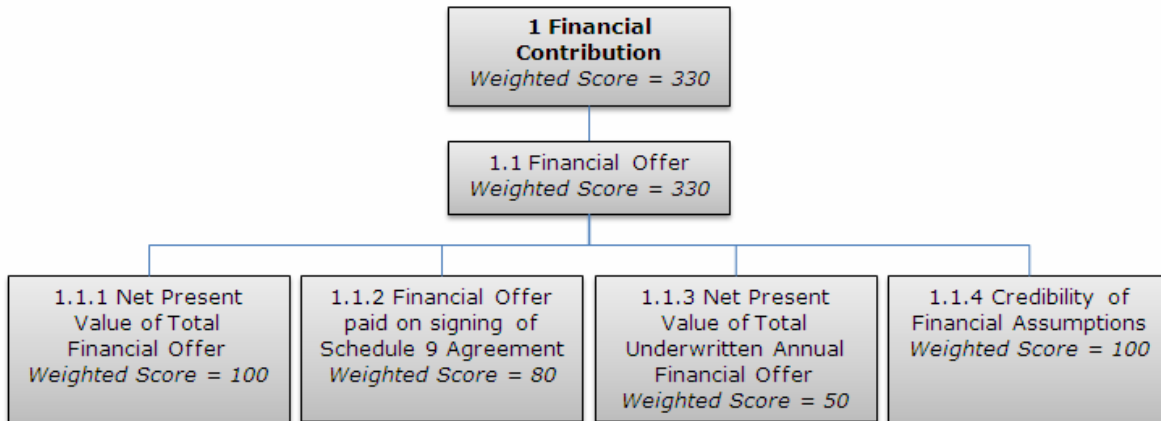 1 Financial
Contribution
Weighted Score = 330
1.1 Financial Offer
Weighted Score = 330
1.1.1 Net Present
Value of Total
Financial Offer
Weighted Score = 100
1.1.2 Financial Offer
paid on signing of
Schedule 9 Agreement
Weighted Score = 80
1.1.3 Net Present
Value of Total
Underwritten Annual
Financial Offer
Weighted Score = 50
1.1.4 Credibility of
Financial Assumptions
Weighted Score = 100